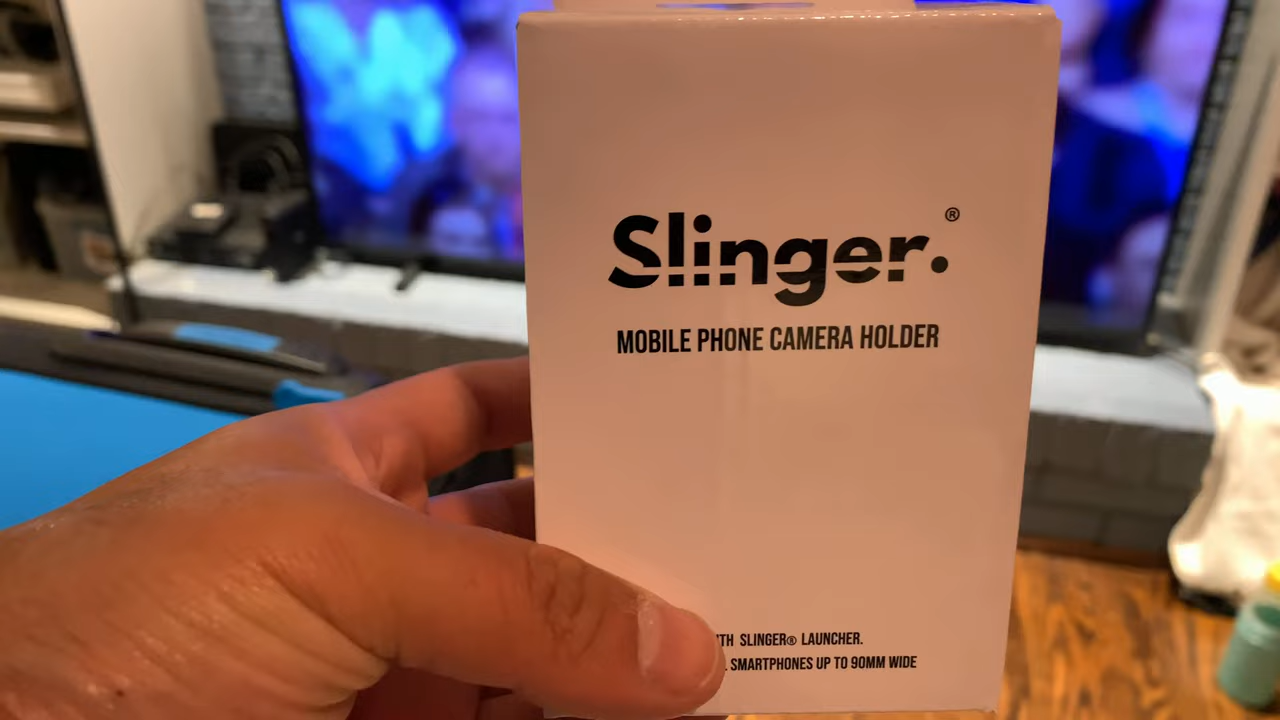 Slinger.®
MOBILE PHONE CAMERA HOLDER
SLINGER® LAUNCHER.
SMARTPHONES UP TO 90MM WIDE